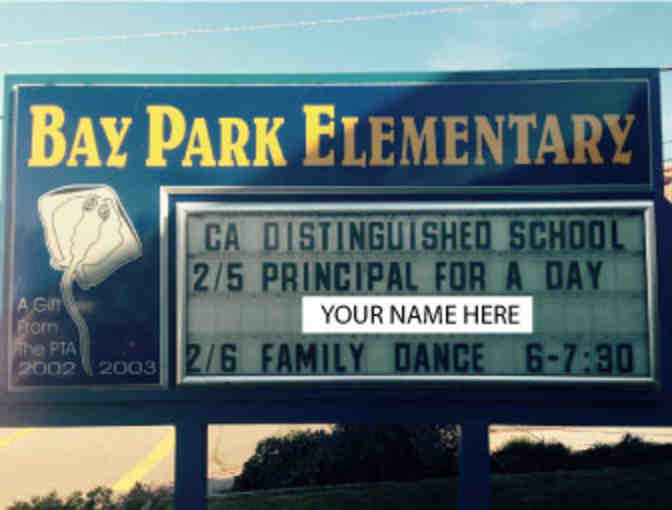 BAY PARK ELEMENTARY
CA DISTINGUISHED SCHOOL
2/5 PRINCIPAL FOR A DAY
YOUR NAME HERE
2/6 FAMILY DANCE 6-7:30
A Gift
From
The PTA
2002 2003